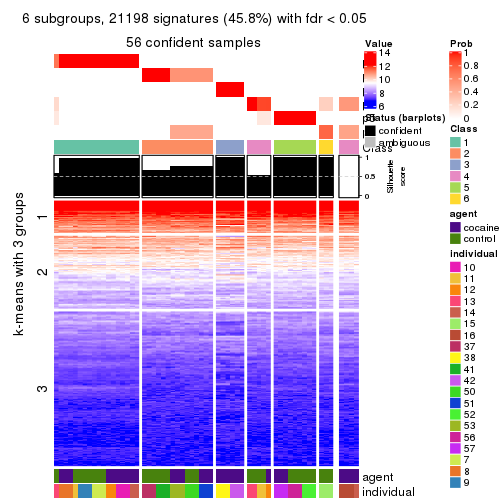 6 subgroups, 21198 signatures (45.8%) with fdr < 0.05
56 confident samples
k-means with 3 groups
1
2
3
Class
1
0.5
0
Silhouette
score
agent
individual
Value
14
12
10
8
6
Status (barplots)
confident
ambiguous
Prob
1
0.8
0.6
0.4
0.2
0
Class
1
2
3
4
5
6
agent
cocaine
control
Individual
10
11
12
13
14
15
16
37
38
41
42
50
51
52
53
56
57
7
8
9